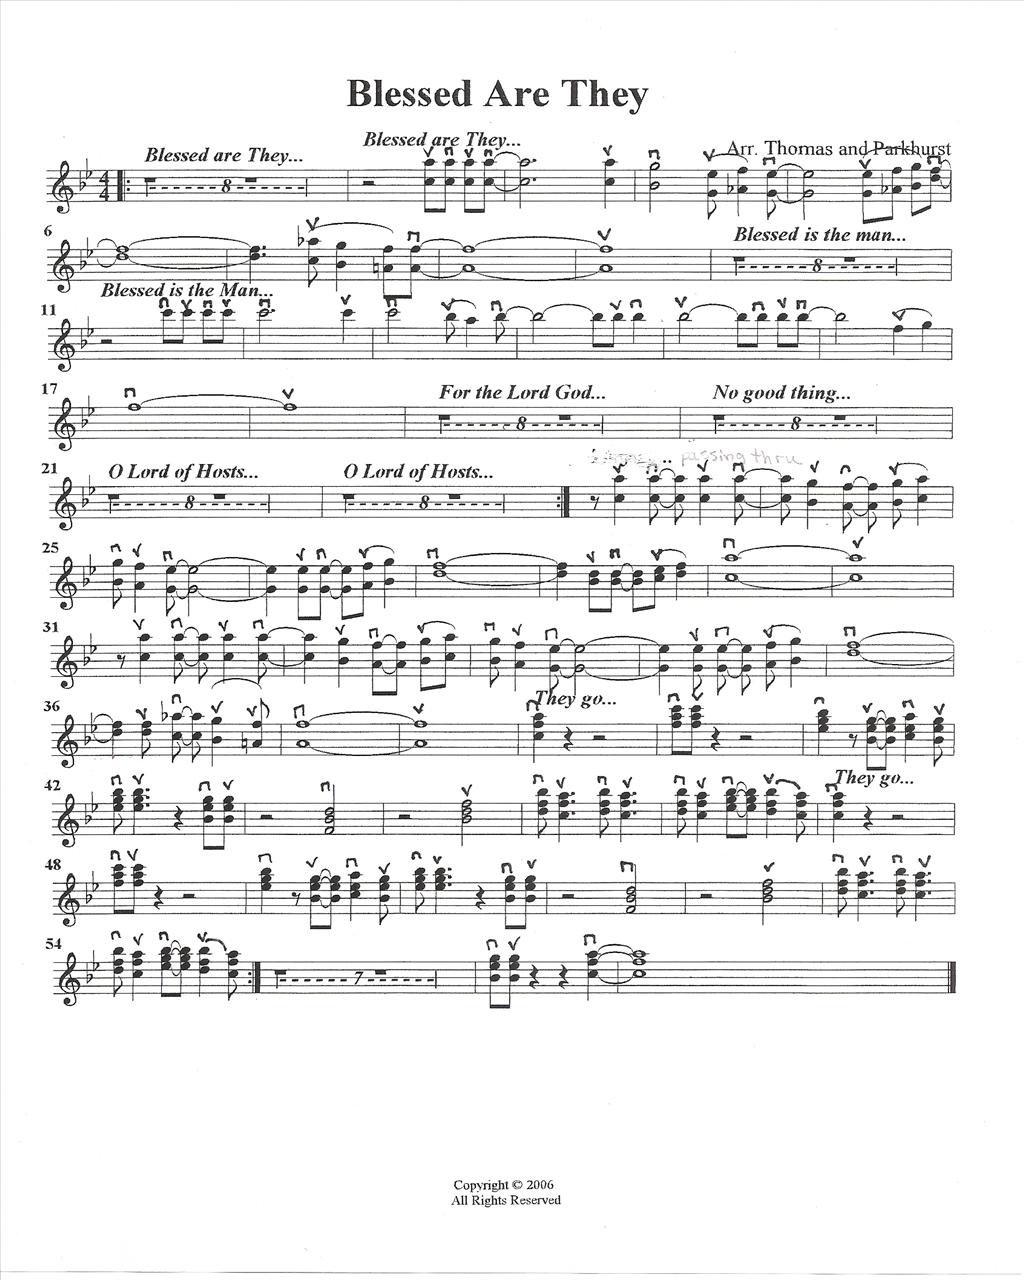 Blessed Are They
Blessed are They...
Blessed are They...
Arr. Thomas and Parkhurst
8
6
Blessed is the man...
8
Blessed is the Man...
11
17
For the Lord God...
No good thing...
8
8
passing thru
21
O Lord of Hosts...
O Lord of Hosts...
8
8
25
31
They go...
36
42
They go...
48
54
7
Copyright © 2006
All Rights Reserved